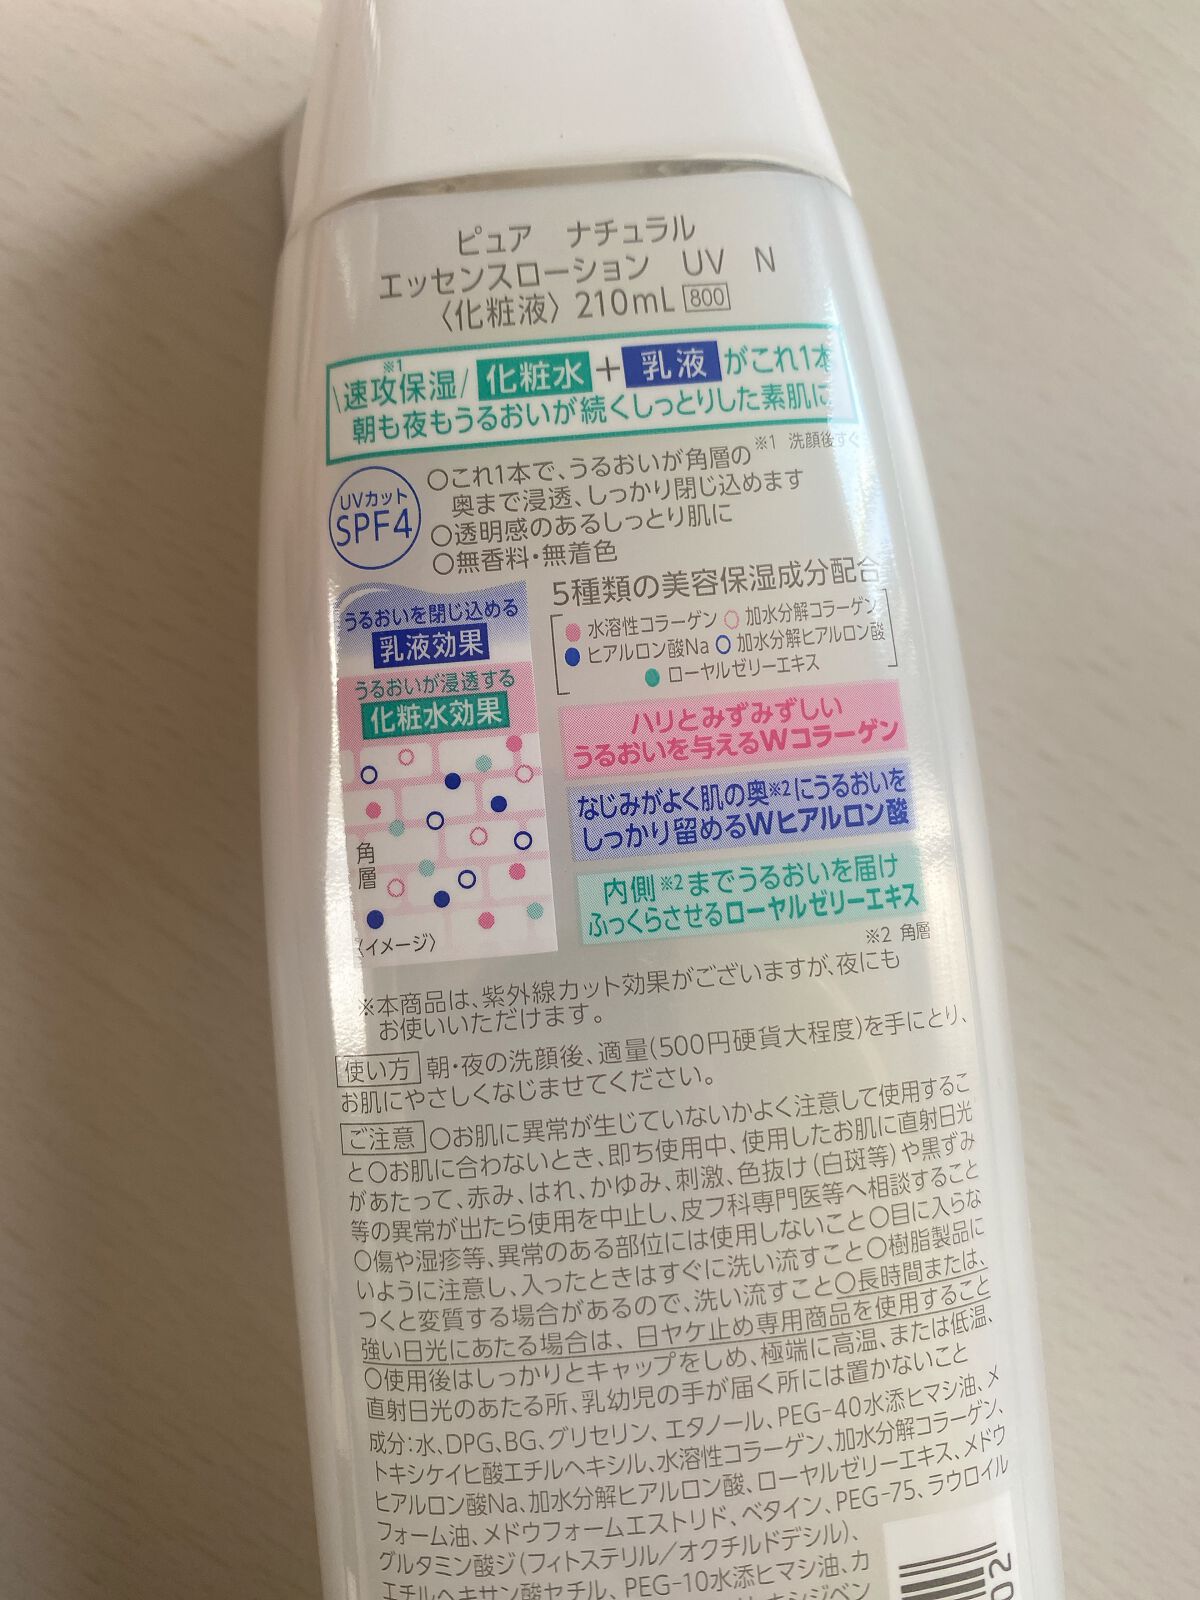 ピュア ナチュラル
エッセンスローション UV N
〈化粧液〉 210mL 800
\速攻保湿※1/ 化粧水 + 乳液 がこれ1本
朝も夜もうるおいが続くしっとりした素肌に
※1 洗顔後すぐ
UVカット
SPF4
○これ1本で、うるおいが角層の
奥まで浸透、しっかり閉じ込めます
○透明感のあるしっとり肌に
○無香料・無着色
うるおいを閉じ込める
乳液効果
うるおいが浸透する
化粧水効果
角層
〈イメージ〉
5種類の美容保湿成分配合
水溶性コラーゲン 加水分解コラーゲン
ヒアルロン酸Na 加水分解ヒアルロン酸
ローヤルゼリーエキス
ハリとみずみずしい
うるおいを与えるWコラーゲン
なじみがよく肌の奥※2にうるおいを
しっかり留めるWヒアルロン酸
内側※2までうるおいを届け
ふっくらさせるローヤルゼリーエキス
※2 角層
※本商品は、紫外線カット効果がございますが、夜にも
お使いいただけます。
使い方 朝・夜の洗顔後、適量(500円硬貨大程度)を手にとり、
お肌にやさしくなじませてください。
ご注意 ○お肌に異常が生じていないかよく注意して使用するこ
と○お肌に合わないとき、即ち使用中、使用したお肌に直射日光
があたって、赤み、はれ、かゆみ、刺激、色抜け(白斑等)や黒ずみ
等の異常が出たら使用を中止し、皮フ科専門医等へ相談すること
○傷や湿疹等、異常のある部位には使用しないこと○目に入らな
いように注意し、入ったときはすぐに洗い流すこと○樹脂製品に
つくと変質する場合があるので、洗い流すこと○長時間または、
強い日光にあたる場合は、日ヤケ止め専用商品を使用すること
○使用後はしっかりとキャップをしめ、極端に高温、または低温、
直射日光のあたる所、乳幼児の手が届く所には置かないこと
成分:水、DPG、BG、グリセリン、エタノール、PEG-40水添ヒマシ油、メ
トキシケイヒ酸エチルヘキシル、水溶性コラーゲン、加水分解コラーゲン、
ヒアルロン酸Na、加水分解ヒアルロン酸、ローヤルゼリーエキス、メドウ
フォーム油、メドウフォームエストリド、ベタイン、PEG-75、ラウロイル
グルタミン酸ジ(フィトステリル/オクチルドデシル)、
エチルヘキサン酸セチル、PEG-10水添ヒマシ油、カ